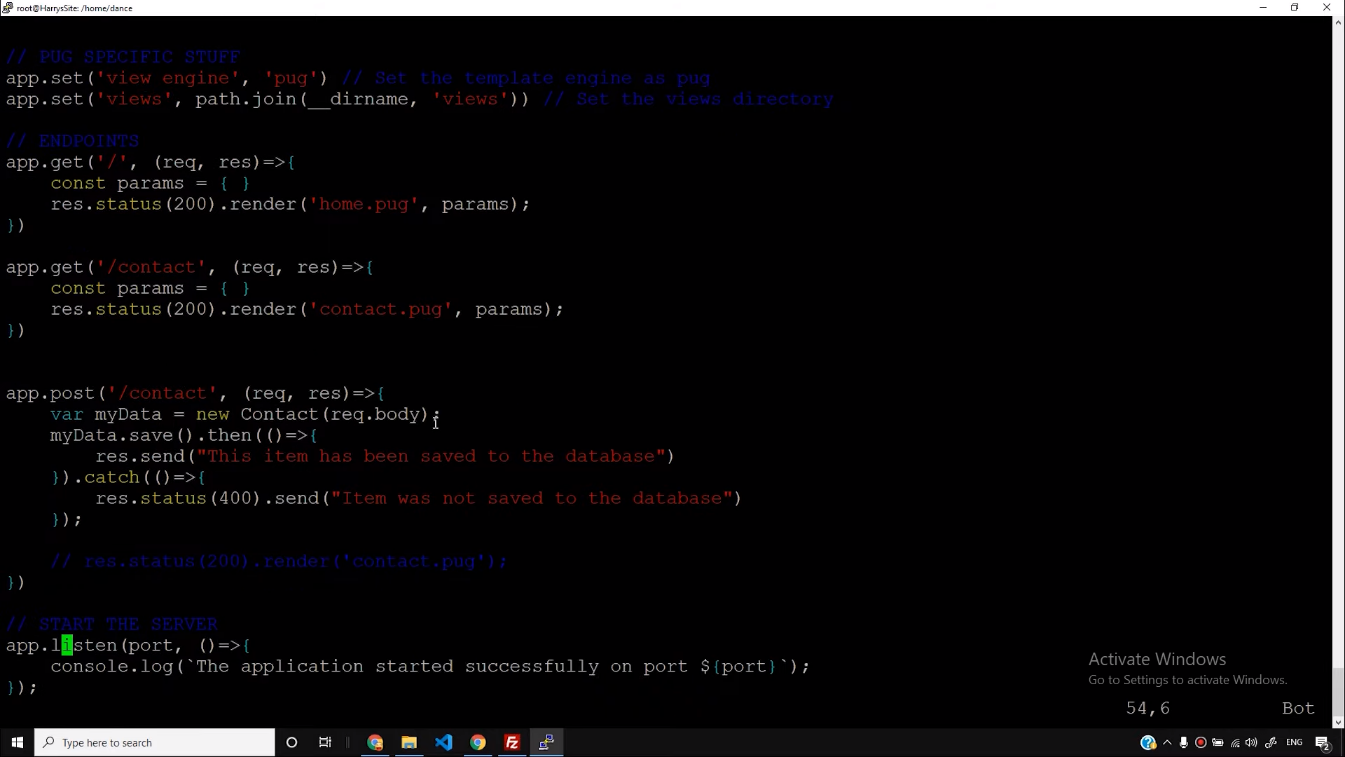 root@HarrysSite: /home/dance
// PUG SPECIFIC STUFF
app.set('view engine', 'pug') // Set the template engine as pug
app.set('views', path.join(__dirname, 'views')) // Set the views directory
// ENDPOINTS
app.get('/', (req, res)=>{
    const params = { }
    res.status(200).render('home.pug', params);
})
app.get('/contact', (req, res)=>{
    const params = { }
    res.status(200).render('contact.pug', params);
})
app.post('/contact', (req, res)=>{
    var myData = new Contact(req.body);
    myData.save().then(()=>{
        res.send("This item has been saved to the database")
    }).catch(()=>{
        res.status(400).send("Item was not saved to the database")
    });
    // res.status(200).render('contact.pug');
})
// START THE SERVER
app.listen(port, ()=>{
    console.log(`The application started successfully on port ${port}`);
});
Activate Windows
Go to Settings to activate Windows.
54,6 Bot
Type here to search
ENG
2